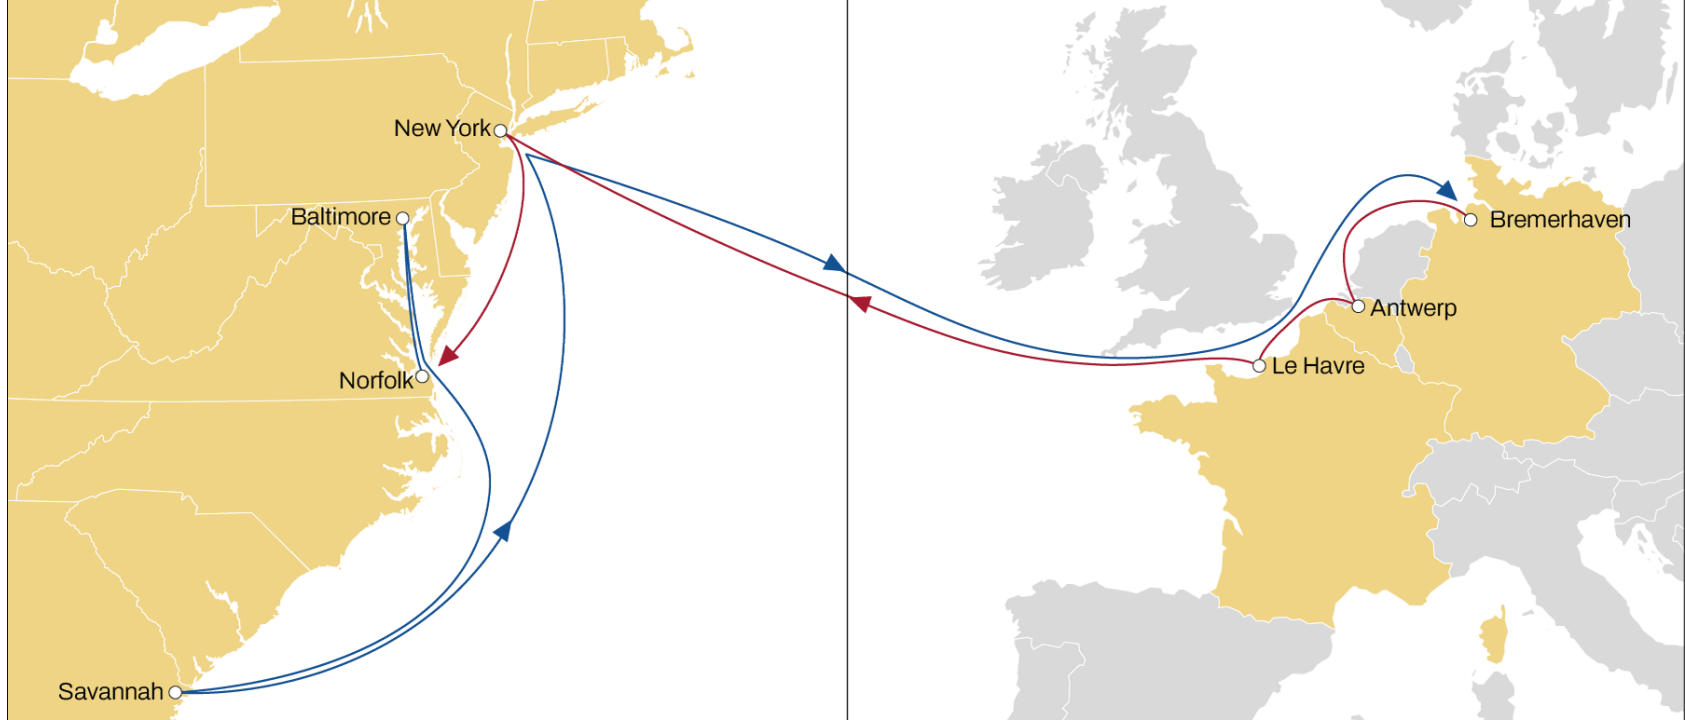 New York
Baltimore
Norfolk
Savannah
Bremerhaven
Antwerp
Le Havre